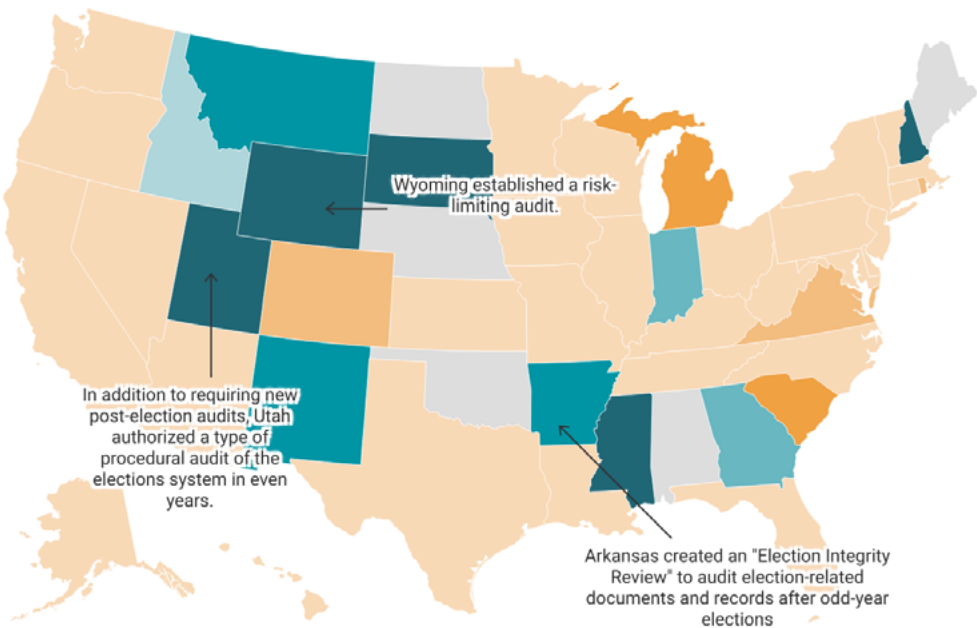 Wyoming established a risk-
limiting audit.
In addition to requiring new
post-election audits, Utah
authorized a type of
procedural audit of the
elections system in even
years.
Arkansas created an "Election Integrity
Review" to audit election-related
documents and records after odd-year
elections